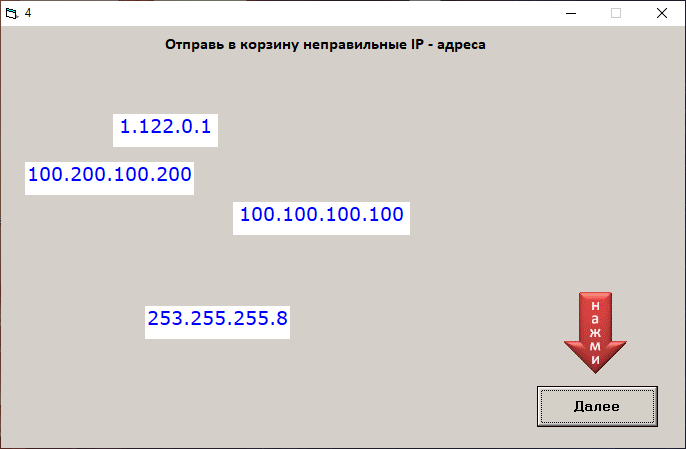 4
Отправь в корзину неправильные IP - адреса
1.122.0.1
100.200.100.200
100.100.100.100
253.255.255.8
нажми
Далее